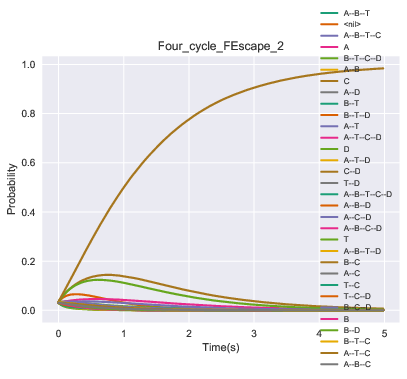 Four_cycle_FEscape_2
1.0
0.8
0.6
0.4
0.2
0.0
Probability
0
1
2
3
4
5
Time(s)
A--B--T
<nil>
A--B--T--C
A
B--T--C--D
A--B
C
A--D
B--T
B--T--D
A--T
A--T--C--D
D
A--T--D
C--D
T--D
A--B--T--C--D
A--B--D
A--C--D
A--B--C--D
T
A--B--T--D
B--C
A--C
T--C
T--C--D
B--C--D
B
B--D
B--T--C
A--T--C
A--B--C